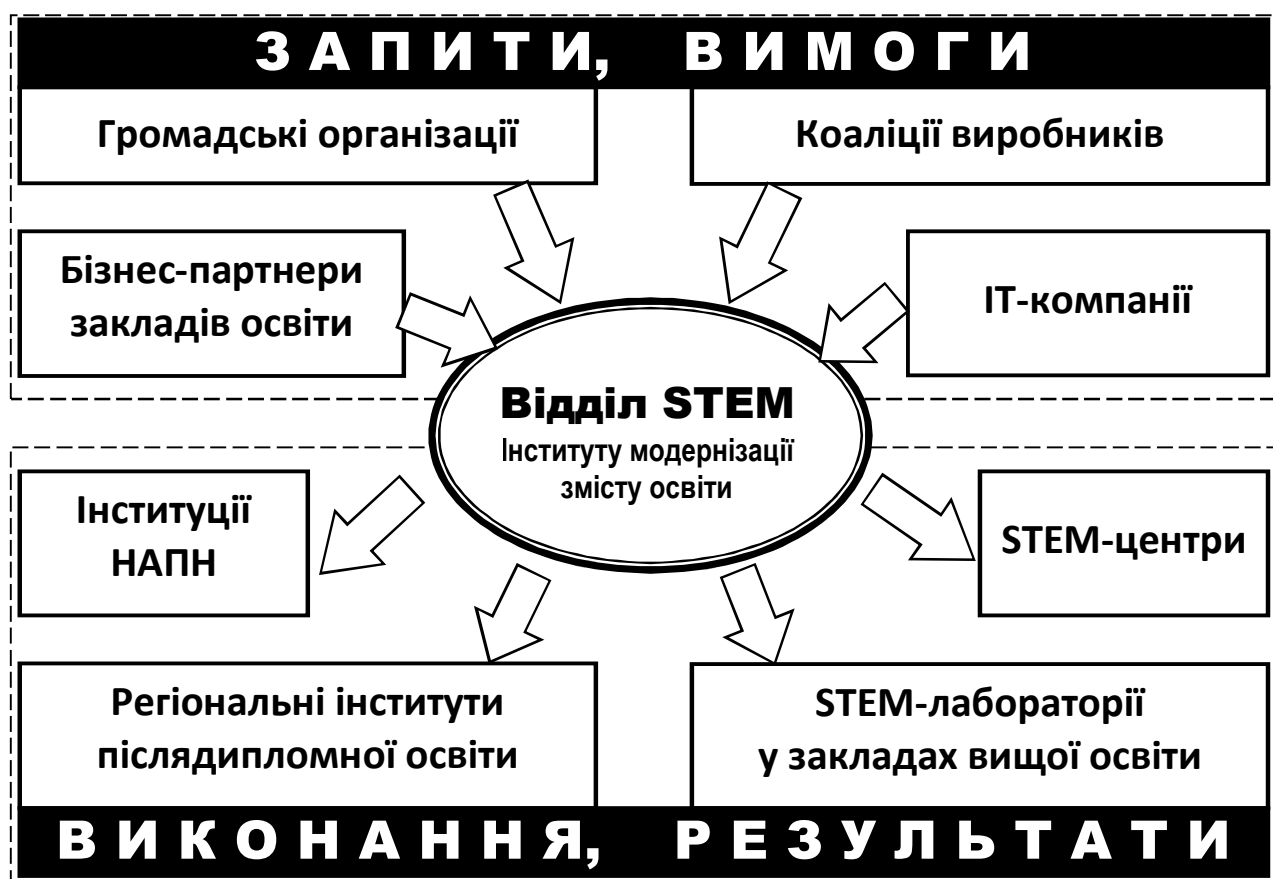 ЗАПИТИ, ВИМОГИ
Громадські організації
Коаліції виробників
Бізнес-партнери
закладів освіти
ІТ-компанії
Відділ STEM
Інституту модернізації
змісту освіти
Інституції
НАПН
STEM-центри
Регіональні інститути
післядипломної освіти
STEM-лабораторії
у закладах вищої освіти
ВИКОНАННЯ, РЕЗУЛЬТАТИ